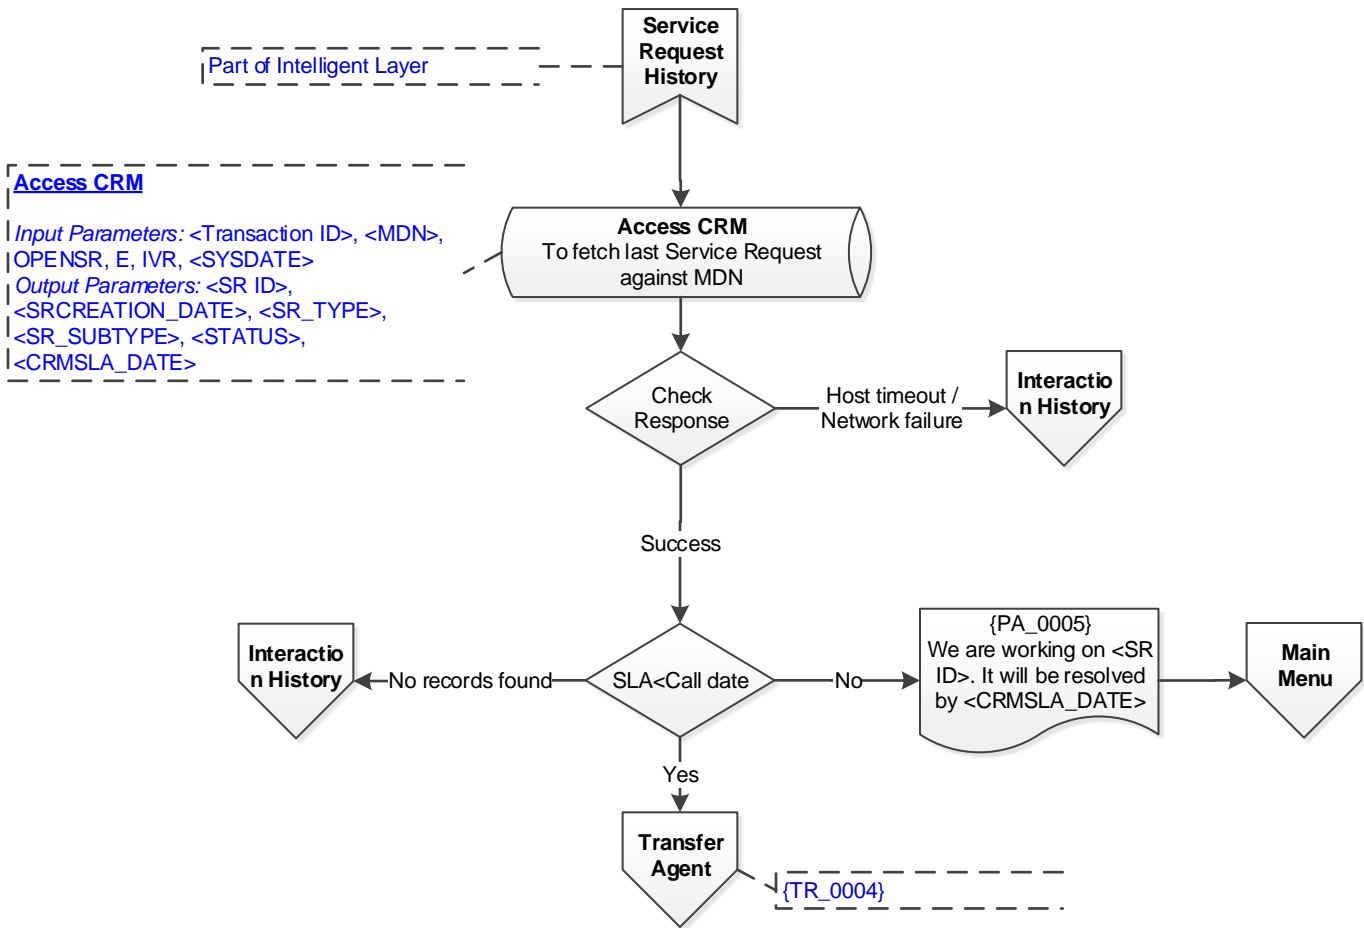 Service
Request
History
Part of Intelligent Layer
Access CRM
Input Parameters: <Transaction ID>, <MDN>,
OPENSR, E, IVR, <SYSDATE>
Output Parameters: <SR ID>,
<SRCREATION_DATE>, <SR_TYPE>,
<SR_SUBTYPE>, <STATUS>,
<CRMSLA_DATE>
Access CRM
To fetch last Service Request
against MDN
Check
Response
Host timeout /
Network failure
Interactio
n History
Success
Interactio
n History
No records found
SLA<Call date
No
{PA_0005}
We are working on <SR
ID>. It will be resolved
by <CRMSLA_DATE>
Main
Menu
Yes
Transfer
Agent
{TR_0004}